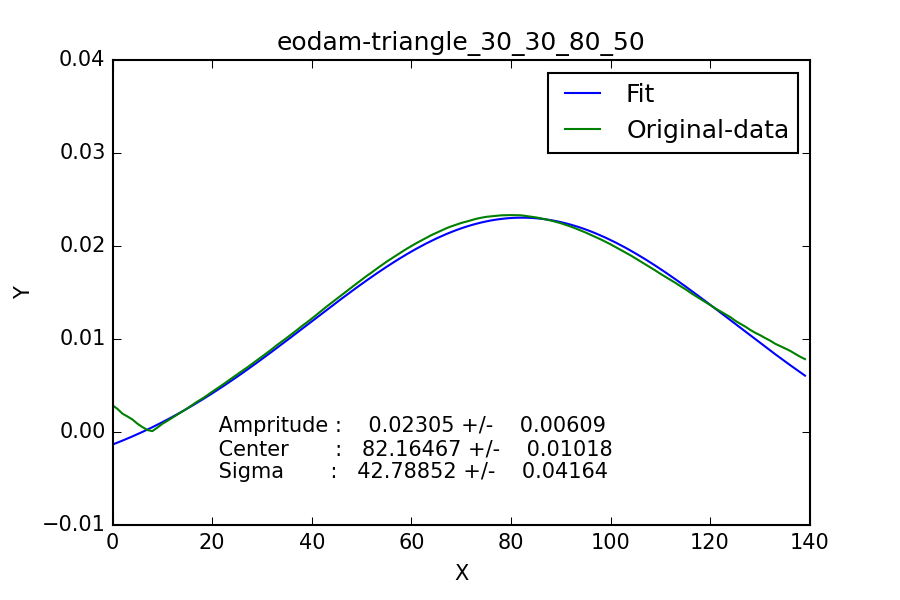 eodam-triangle_30_30_80_50
Fit
Original-data
0.04
0.03
0.02
0.01
0.00
−0.01
Y
Ampritude : 0.02305 +/- 0.00609
Center : 82.16467 +/- 0.01018
Sigma : 42.78852 +/- 0.04164
0 20 40 60 80 100 120 140
X